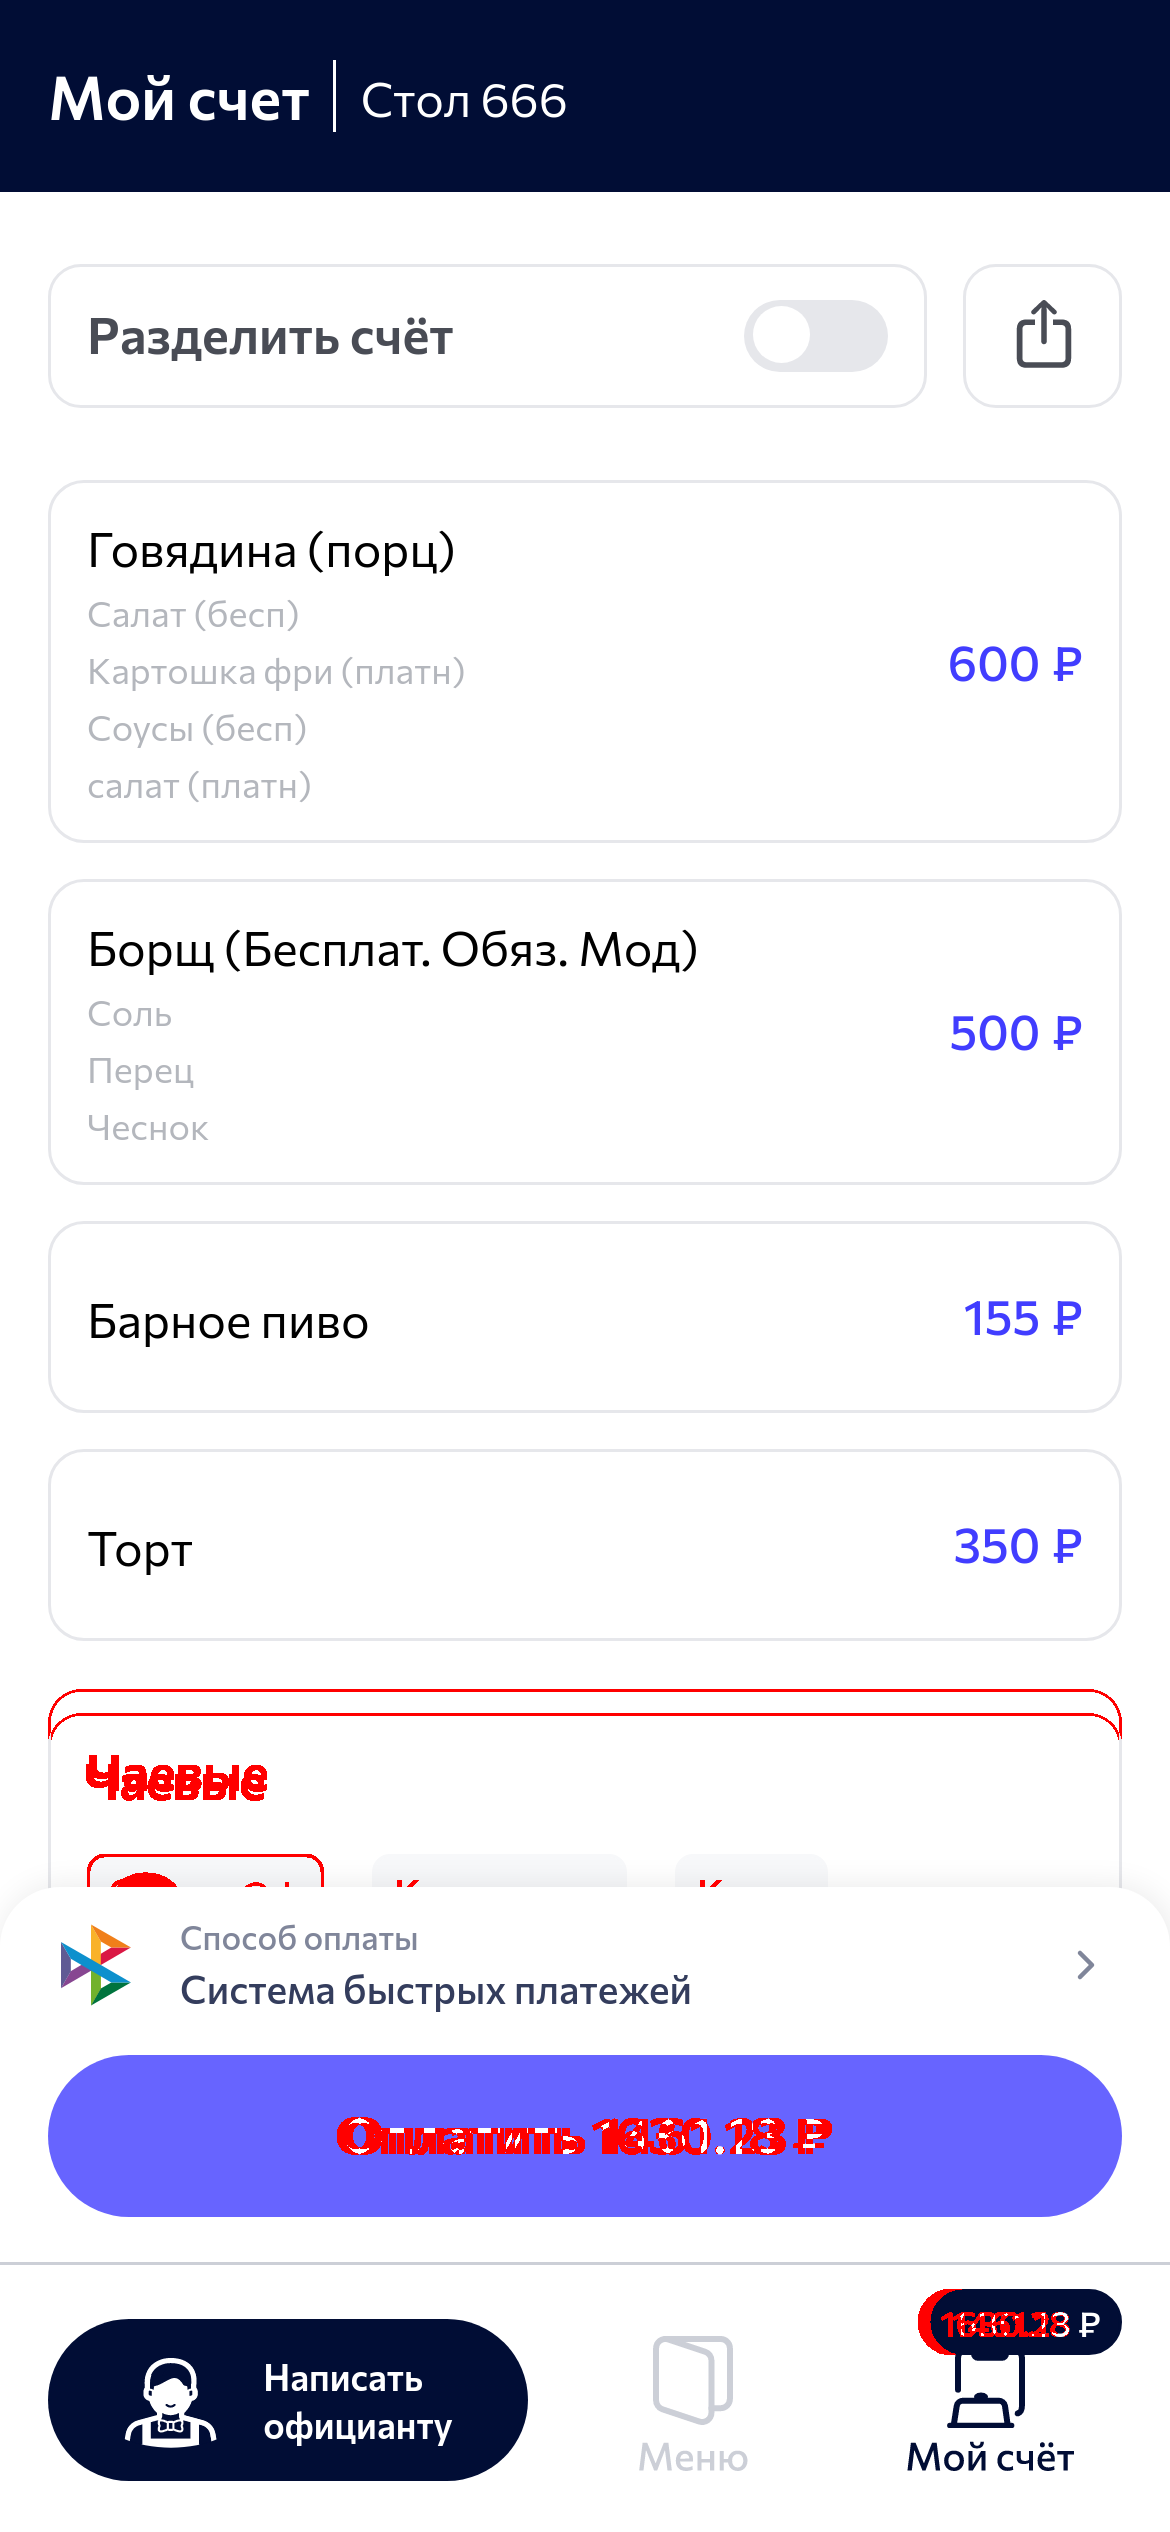 Мой счет
Стол 666
Разделить счёт
Говядина (порц)
Салат (бесп)
Картошка фри (платн)
Соусы (бесп)
салат (платн)
600 ₽
Борщ (Бесплат. Обяз. Мод)
Соль
Перец
Чеснок
500 ₽
Барное пиво
155 ₽
Торт
350 ₽
Чаевые
Способ оплаты
Система быстрых платежей
Оплатить
₽
Написать
официанту
Меню
₽
Мой счёт